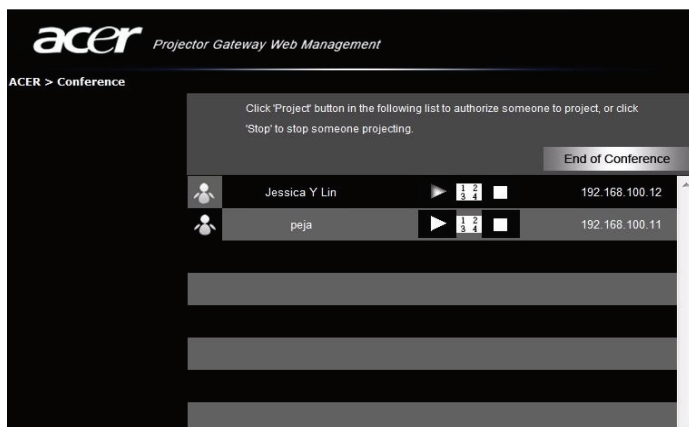 acer Projector Gateway Web Management
ACER > Conference
Click 'Project' button in the following list to authorize someone to project, or click
'Stop' to stop someone projecting.
End of Conference
Jessica Y Lin 1 2 3 4 192.168.100.12
peja 1 2 3 4 192.168.100.11